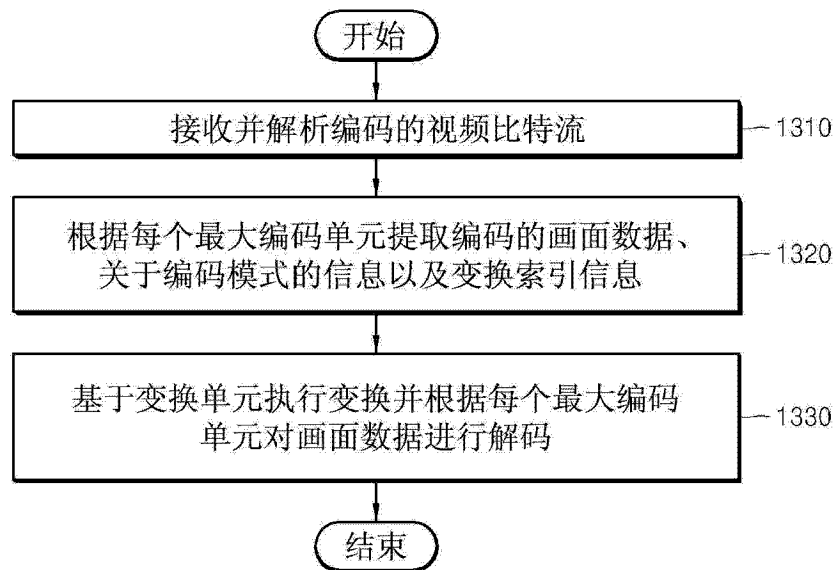 开始
接收并解析编码的视频比特流
1310
根据每个最大编码单元提取编码的画面数据、
关于编码模式的信息以及变换索引信息
1320
基于变换单元执行变换并根据每个最大编码
单元对画面数据进行解码
1330
结束